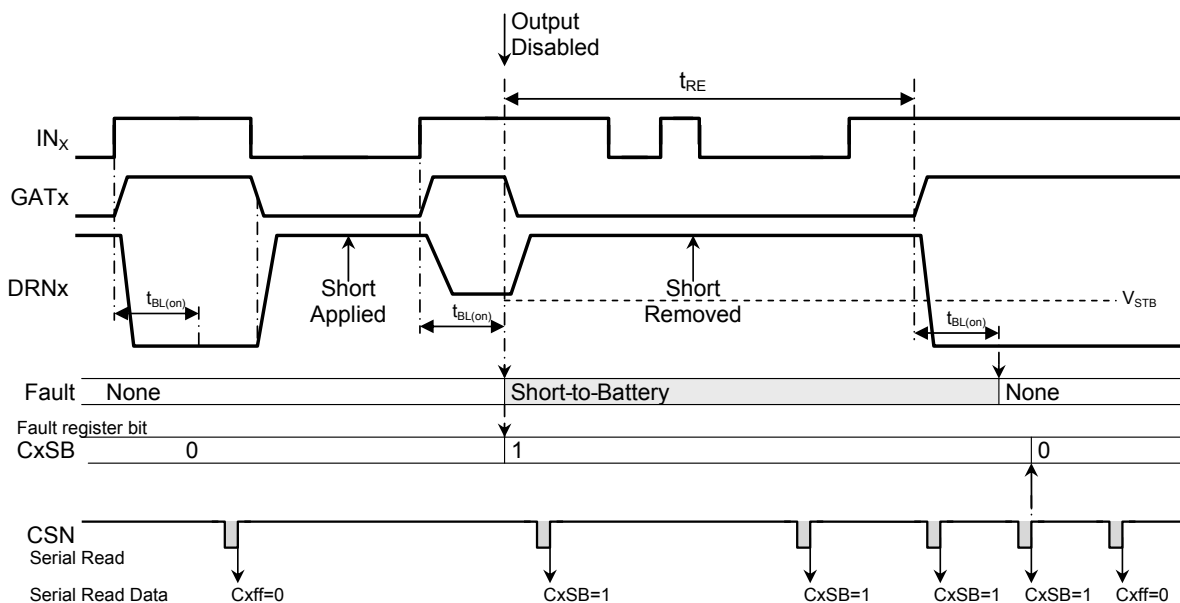 Output
Disabled
tRE
INX
GATx
DRNx
tBL(on)
Short
Applied
tBL(on)
Short
Removed
VSTB
tBL(on)
Fault
None
Short-to-Battery
None
Fault register bit
CxSB
0
1
0
CSN
Serial Read
Serial Read Data
Cxff=0
CxSB=1
CxSB=1
CxSB=1
CxSB=1
Cxff=0